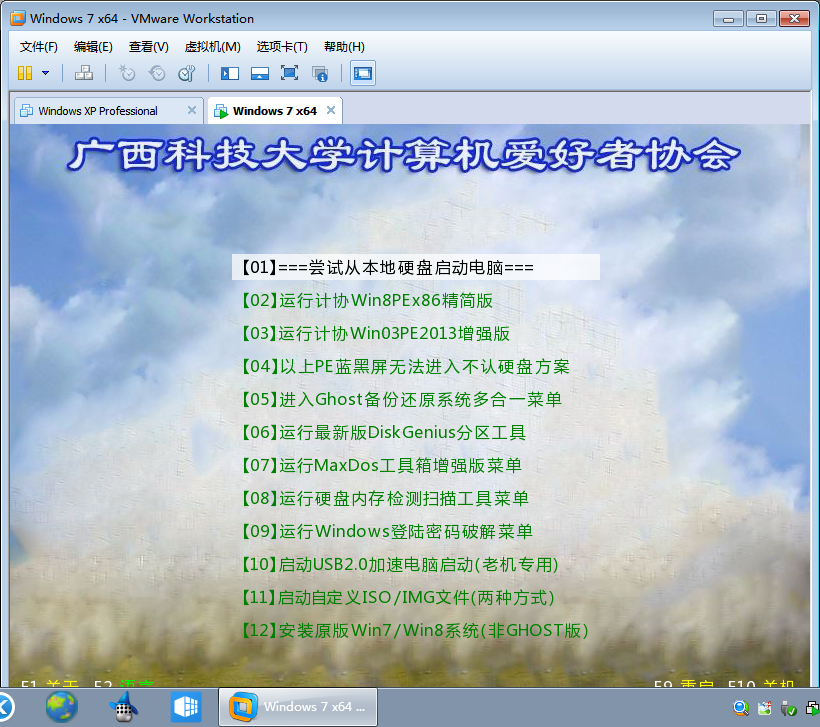 Windows 7 x64 - VMware Workstation
文件(F) 编辑(E) 查看(V) 虚拟机(M) 选项卡(T) 帮助(H)
Windows XP Professional Windows 7 x64
广西科技大学计算机爱好者协会
【01】===尝试从本地硬盘启动电脑===
【02】运行计协Win8PEx86精简版
【03】运行计协Win03PE2013增强版
【04】以上PE蓝黑屏无法进入不认硬盘方案
【05】进入Ghost备份还原系统多合一菜单
【06】运行最新版DiskGenius分区工具
【07】运行MaxDos工具箱增强版菜单
【08】运行硬盘内存检测扫描工具菜单
【09】运行Windows登陆密码破解菜单
【10】启动USB2.0加速电脑启动(老机专用)
【11】启动自定义ISO/IMG文件(两种方式)
【12】安装原版Win7/Win8系统(非GHOST版)
F1 关于 F2 语言 F9 重启 F10 关机
Windows 7 x64 ...